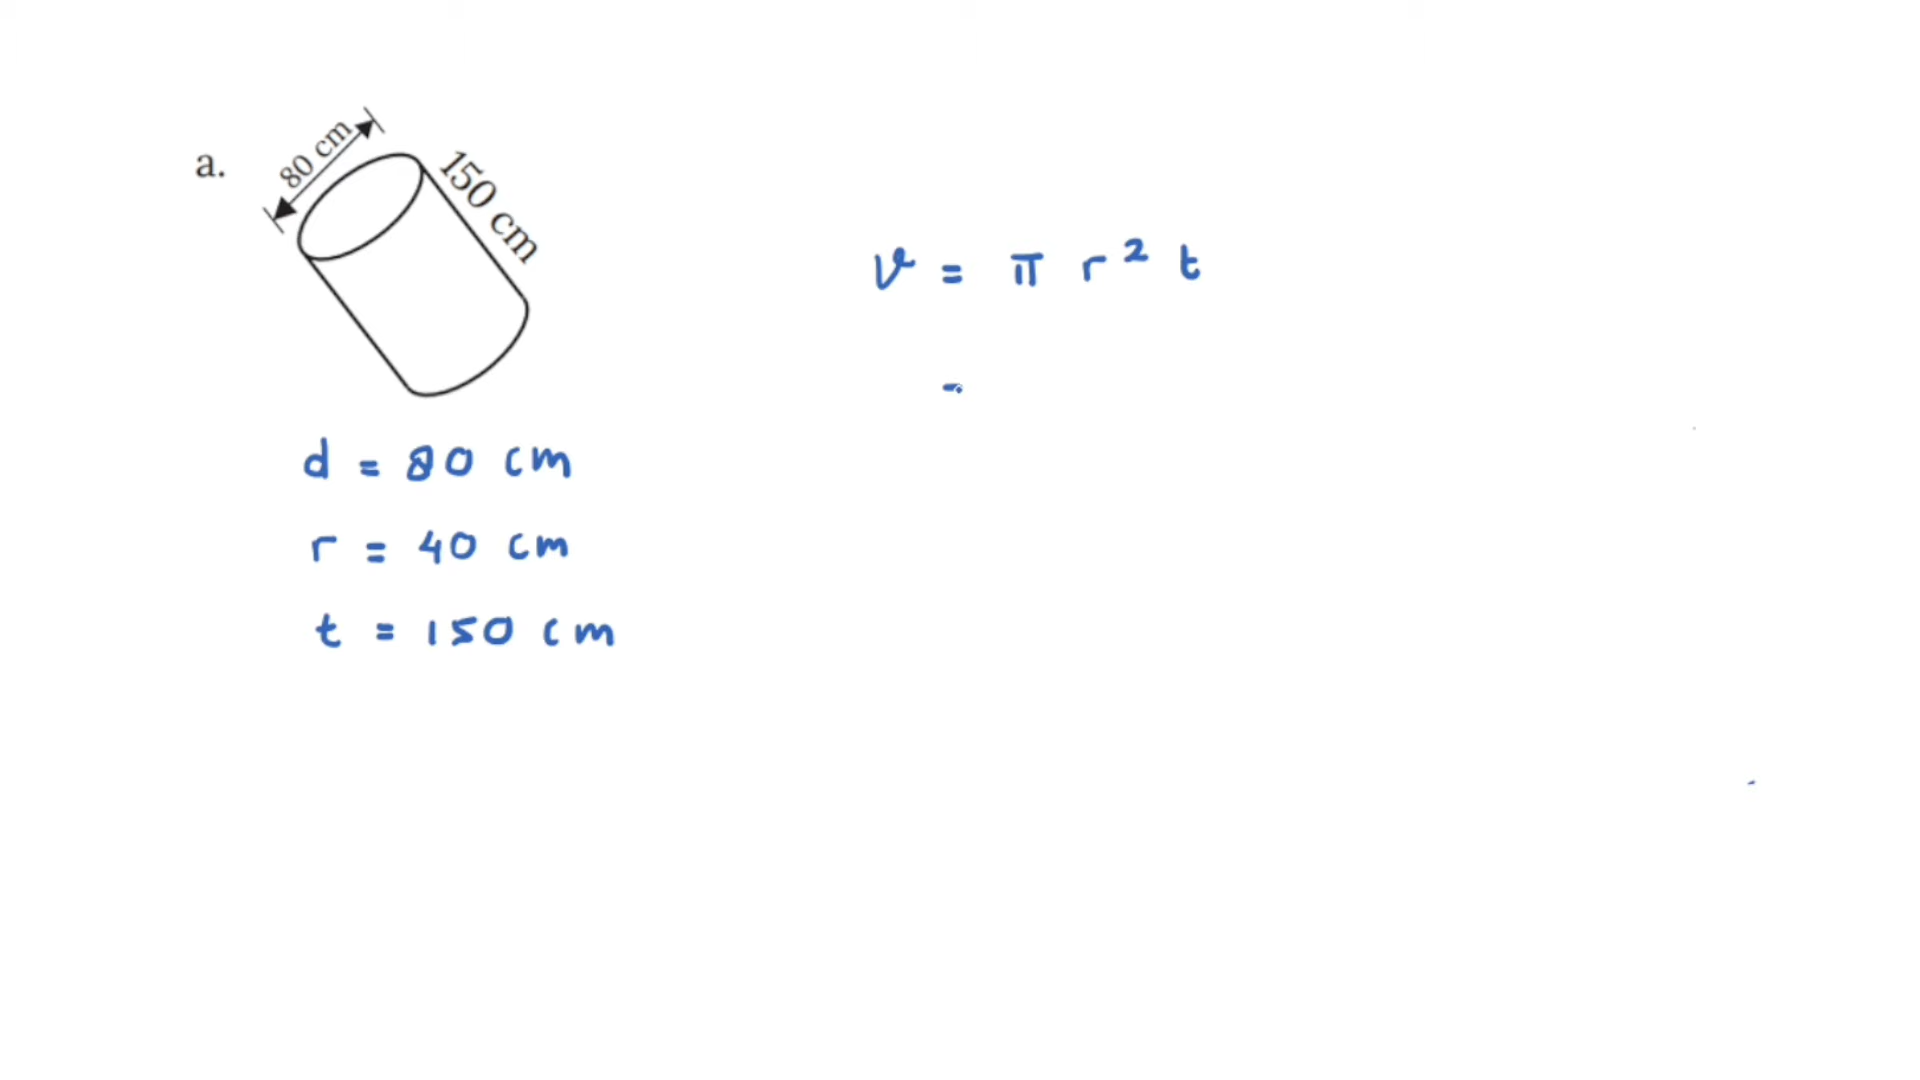 a.
80 cm
150 cm
V = π r² t
=
d = 80 cm
r = 40 cm
t = 150 cm